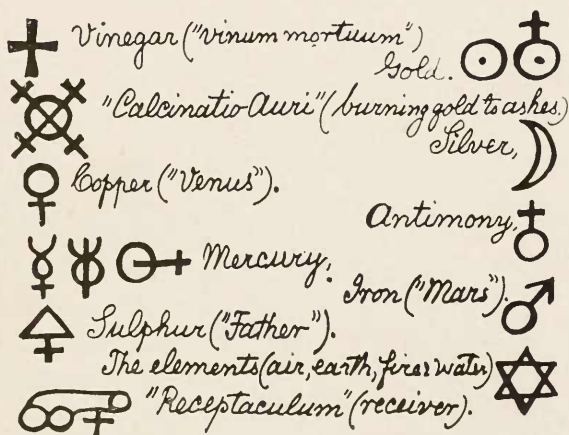 Vinegar ("vinum mortuum")
Gold.
"Calcinatio Auri" (burning gold to ashes.)
Silver,
Copper ("Venus").
Antimony,
Mercury,
Iron ("Mars").
Sulphur ("Father").
The elements (air, earth, fire & water)
"Receptaculum" (receiver).